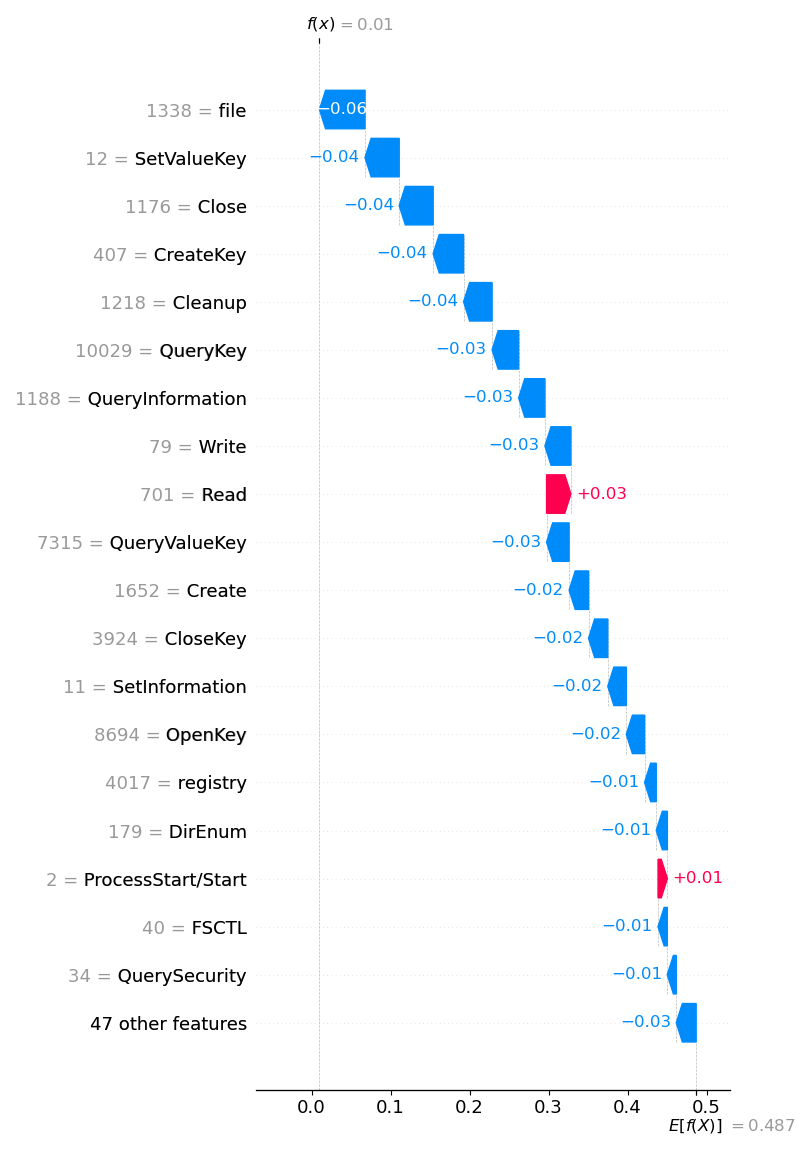 f(x) = 0.01
1338 = file
−0.06
12 = SetValueKey
−0.04
1176 = Close
−0.04
407 = CreateKey
−0.04
1218 = Cleanup
−0.04
10029 = QueryKey
−0.03
1188 = QueryInformation
−0.03
79 = Write
−0.03
701 = Read
+0.03
7315 = QueryValueKey
−0.03
1652 = Create
−0.02
3924 = CloseKey
−0.02
11 = SetInformation
−0.02
8694 = OpenKey
−0.02
4017 = registry
−0.01
179 = DirEnum
−0.01
2 = ProcessStart/Start
+0.01
40 = FSCTL
−0.01
34 = QuerySecurity
−0.01
47 other features
−0.03
0.0 0.1 0.2 0.3 0.4 0.5
E[f(X)] = 0.487